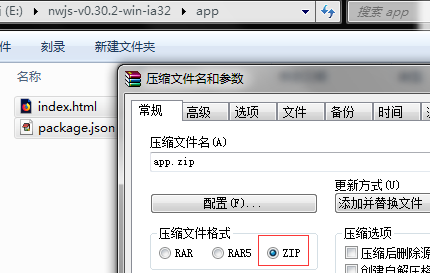 (E:) ▸ nwjs-v0.30.2-win-ia32 ▸ app
搜索 app
文件
刻录
新建文件夹
名称
index.html
package.json
压缩文件名和参数
常规
高级
选项
文件
备份
时间
压缩文件名(A)
app.zip
配置(F)...
更新方式(U)
添加并替换文件
压缩文件格式
RAR
RAR5
ZIP
压缩选项
压缩后删除源
创建自解压格